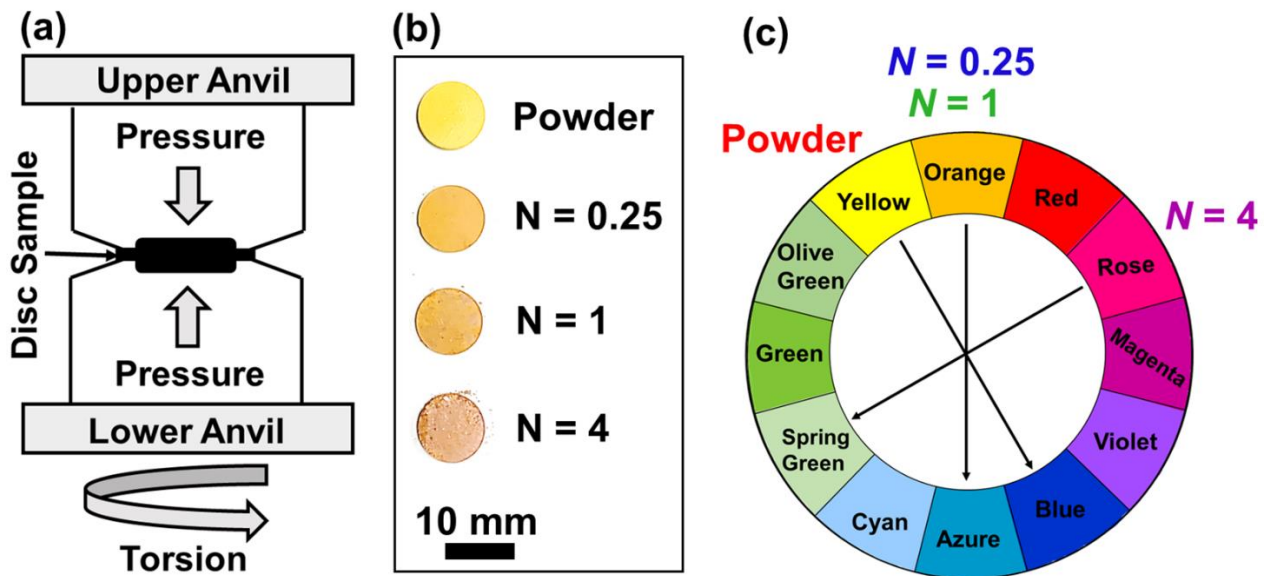 (a)
Upper Anvil
Pressure
Disc Sample
Pressure
Lower Anvil
Torsion
(b)
Powder
N = 0.25
N = 1
N = 4
10 mm
(c)
N = 0.25
N = 1
Powder
N = 4
Orange
Red
Rose
Magenta
Violet
Blue
Azure
Cyan
Spring
Green
Green
Olive
Green
Yellow